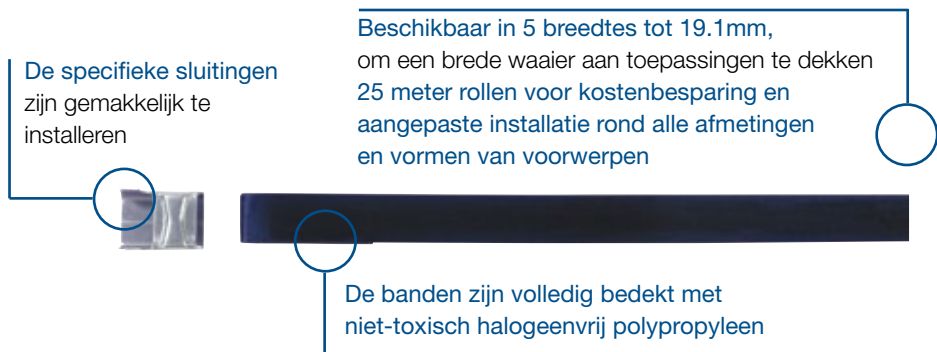 De specifieke sluitingen
zijn gemakkelijk te
installeren
Beschikbaar in 5 breedtes tot 19.1mm,
om een brede waaier aan toepassingen te dekken
25 meter rollen voor kostenbesparing en
aangepaste installatie rond alle afmetingen
en vormen van voorwerpen
De banden zijn volledig bedekt met
niet-toxisch halogeenvrij polypropyleen